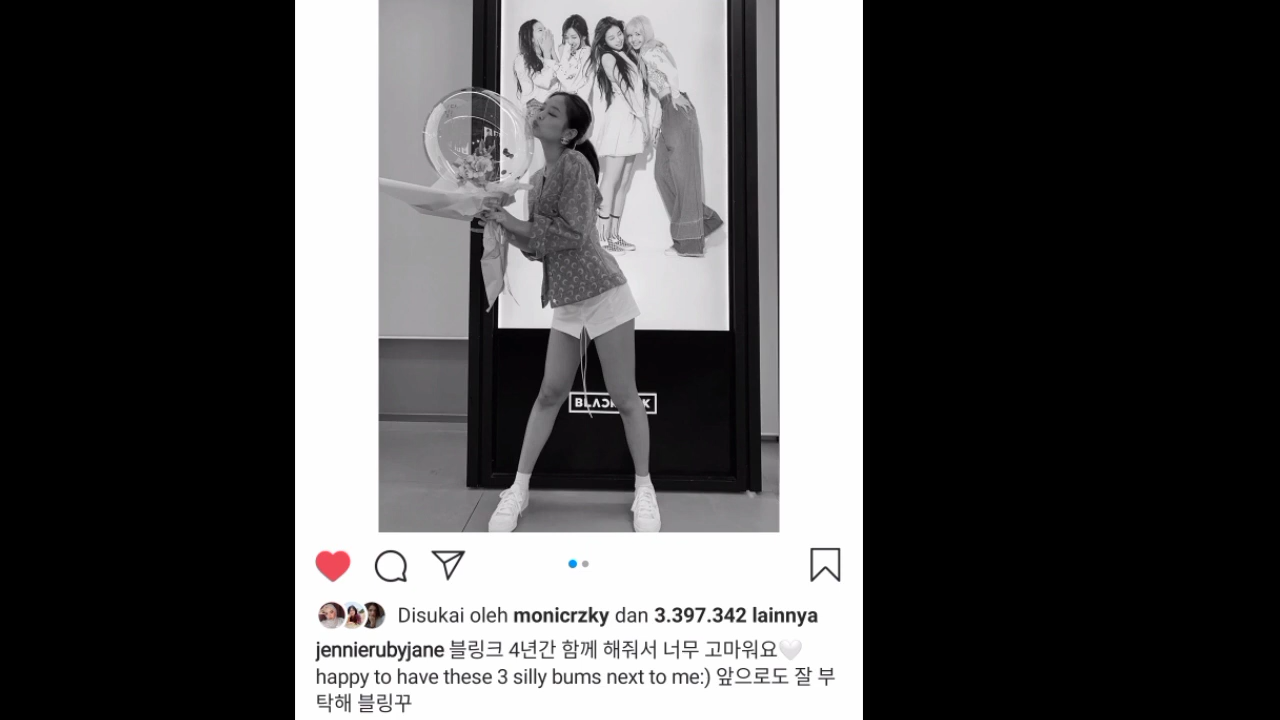 Disukai oleh monicrzky dan 3.397.342 lainnya
jennierubyjane 블링크 4년간 함께 해줘서 너무 고마워요🤍
happy to have these 3 silly bums next to me:) 앞으로도 잘 부
탁해 블링꾸